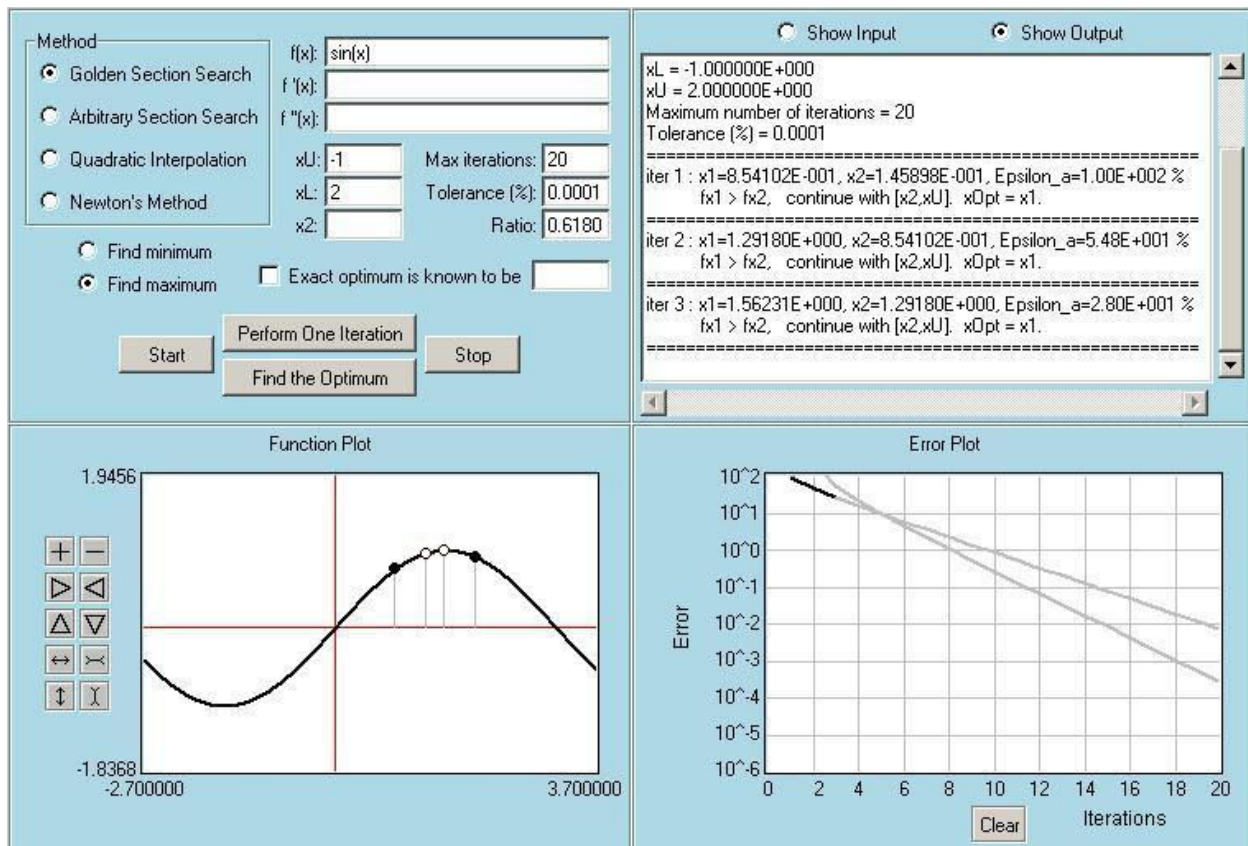 Method
Golden Section Search
Arbitrary Section Search
Quadratic Interpolation
Newton's Method
Find minimum
Find maximum
f(x): sin(x)
f '(x):
f "(x):
xU: -1
xL: 2
x2:
Max iterations: 20
Tolerance (%): 0.0001
Ratio: 0.6180
Exact optimum is known to be
Start
Perform One Iteration
Find the Optimum
Stop
Show Input
Show Output
xL = -1.000000E+000
xU = 2.000000E+000
Maximum number of iterations = 20
Tolerance (%) = 0.0001
=========================================================
iter 1 : x1=8.54102E-001, x2=1.45898E-001, Epsilon_a=1.00E+002 %
fx1 > fx2, continue with [x2,xU]. xOpt = x1.
=========================================================
iter 2 : x1=1.29180E+000, x2=8.54102E-001, Epsilon_a=5.48E+001 %
fx1 > fx2, continue with [x2,xU]. xOpt = x1.
=========================================================
iter 3 : x1=1.56231E+000, x2=1.29180E+000, Epsilon_a=2.80E+001 %
fx1 > fx2, continue with [x2,xU]. xOpt = x1.
=========================================================
Function Plot
1.9456
-1.8368
-2.700000
3.700000
Error Plot
Error
10^2
10^1
10^0
10^-1
10^-2
10^-3
10^-4
10^-5
10^-6
0 2 4 6 8 10 12 14 16 18 20
Clear
Iterations